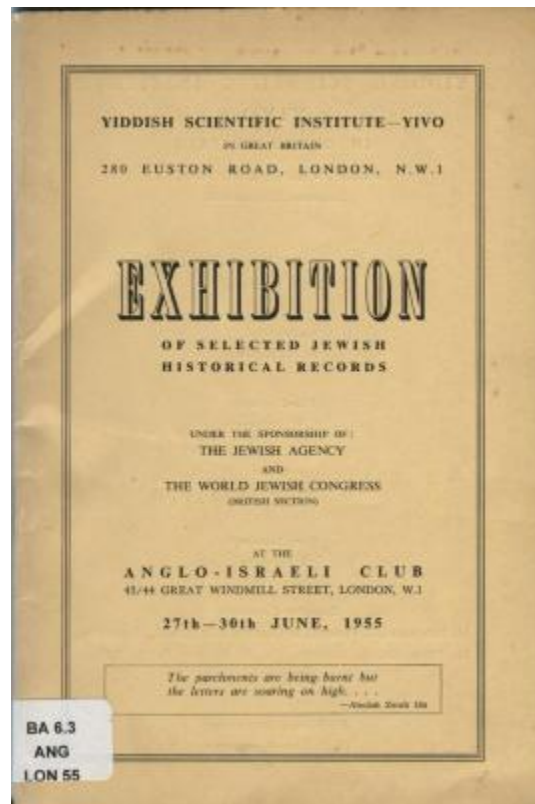 YIDDISH SCIENTIFIC INSTITUTE—YIVO
IN GREAT BRITAIN
280 EUSTON ROAD, LONDON, N.W.1
EXHIBITION
OF SELECTED JEWISH
HISTORICAL RECORDS
UNDER THE SPONSORSHIP OF:
THE JEWISH AGENCY
AND
THE WORLD JEWISH CONGRESS
(BRITISH SECTION)
AT THE
ANGLO-ISRAELI CLUB
43/44 GREAT WINDMILL STREET, LONDON, W.1
27th—30th JUNE, 1955
The parchments are being burnt but
the letters are soaring on high. . . .
—Abodah Zarah 18a
BA 6.3
ANG
LON 55